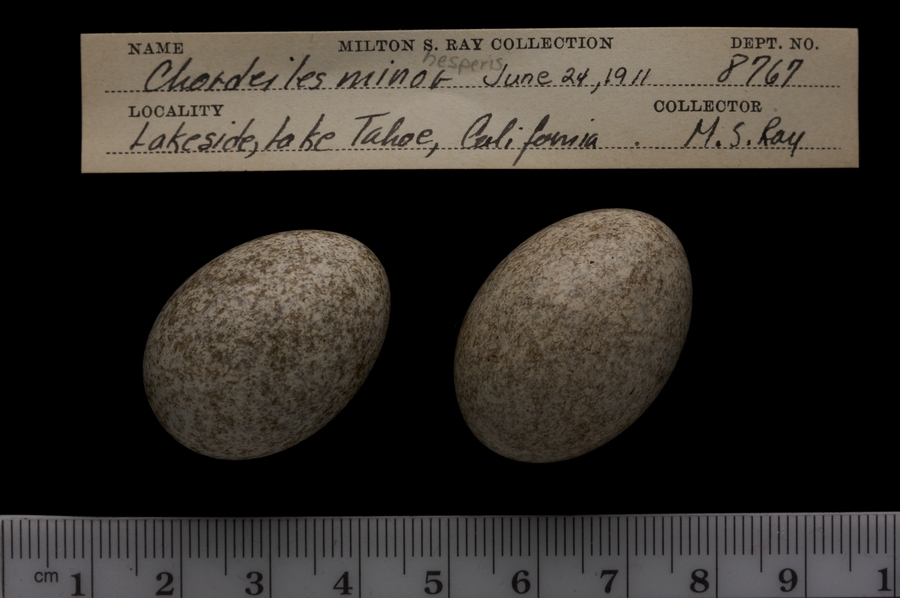 NAME MILTON S. RAY COLLECTION DEPT. NO.
hesperis
Chordeiles minor June 24, 1911 8767
LOCALITY COLLECTOR
Lakeside, Lake Tahoe, California . M. S. Ray
cm 1 2 3 4 5 6 7 8 9 1